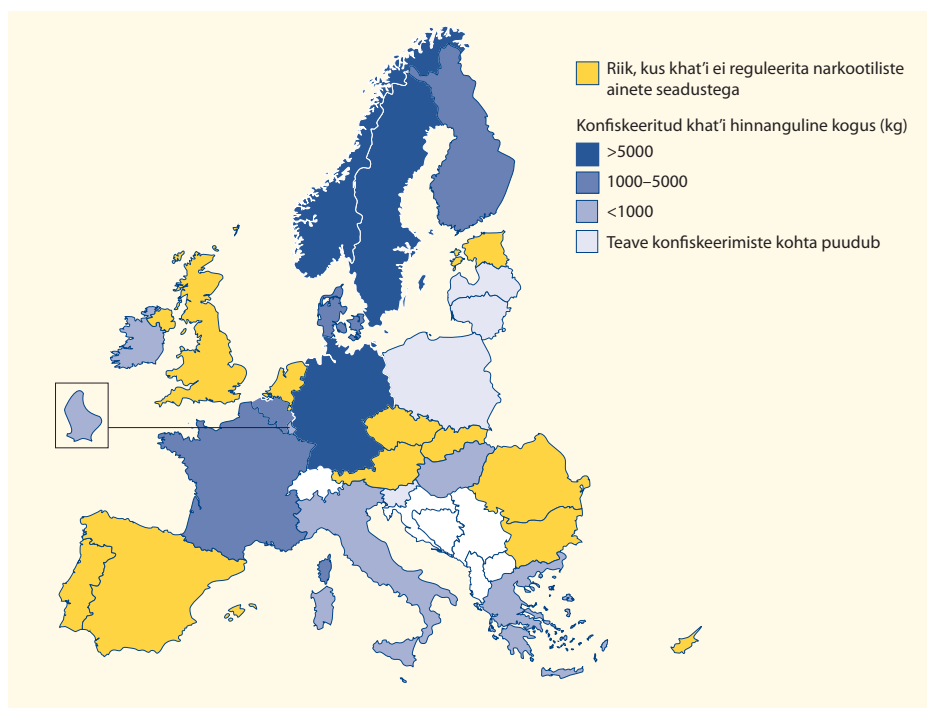 Riik, kus khat'i ei reguleerita narkootiliste
ainete seadustega
Konfiskeeritud khat'i hinnanguline kogus (kg)
>5000
1000–5000
<1000
Teave konfiskeerimiste kohta puudub